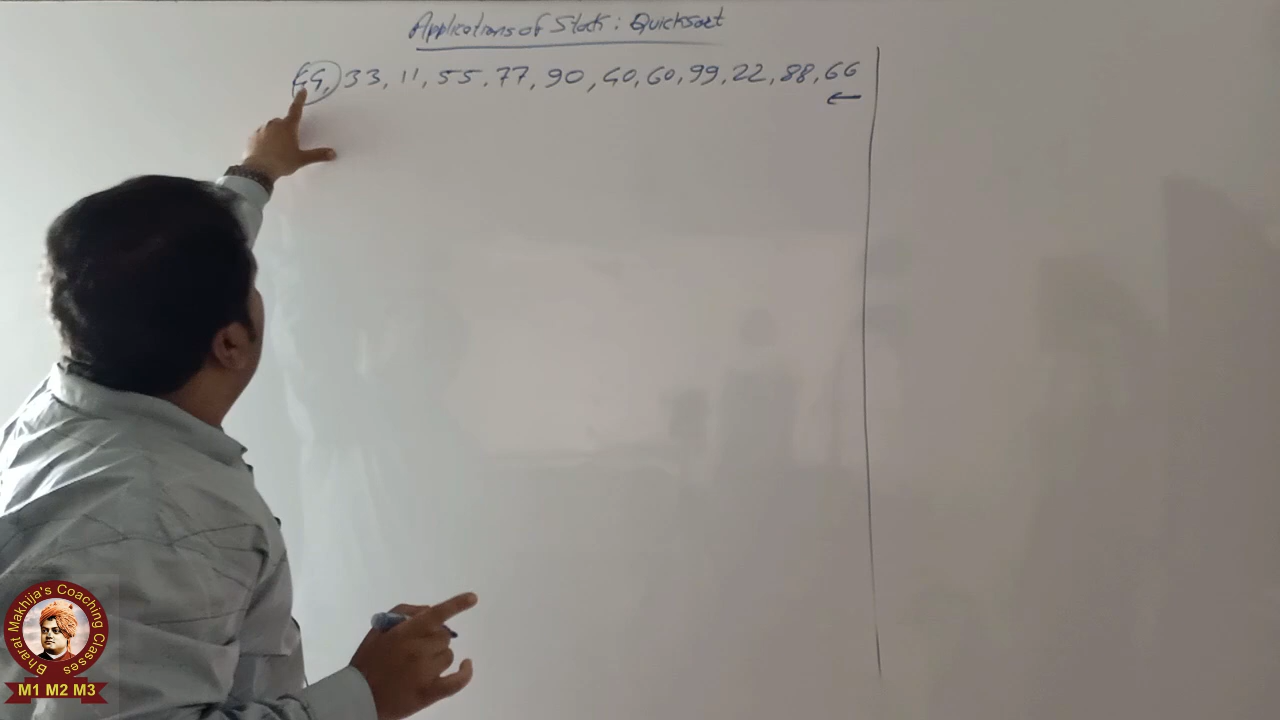 Applications of Stack: Quicksort
44, 33, 11, 55, 77, 90, 40, 60, 99, 22, 88, 66
Bharat Makhija's Coaching Classes
M1 M2 M3